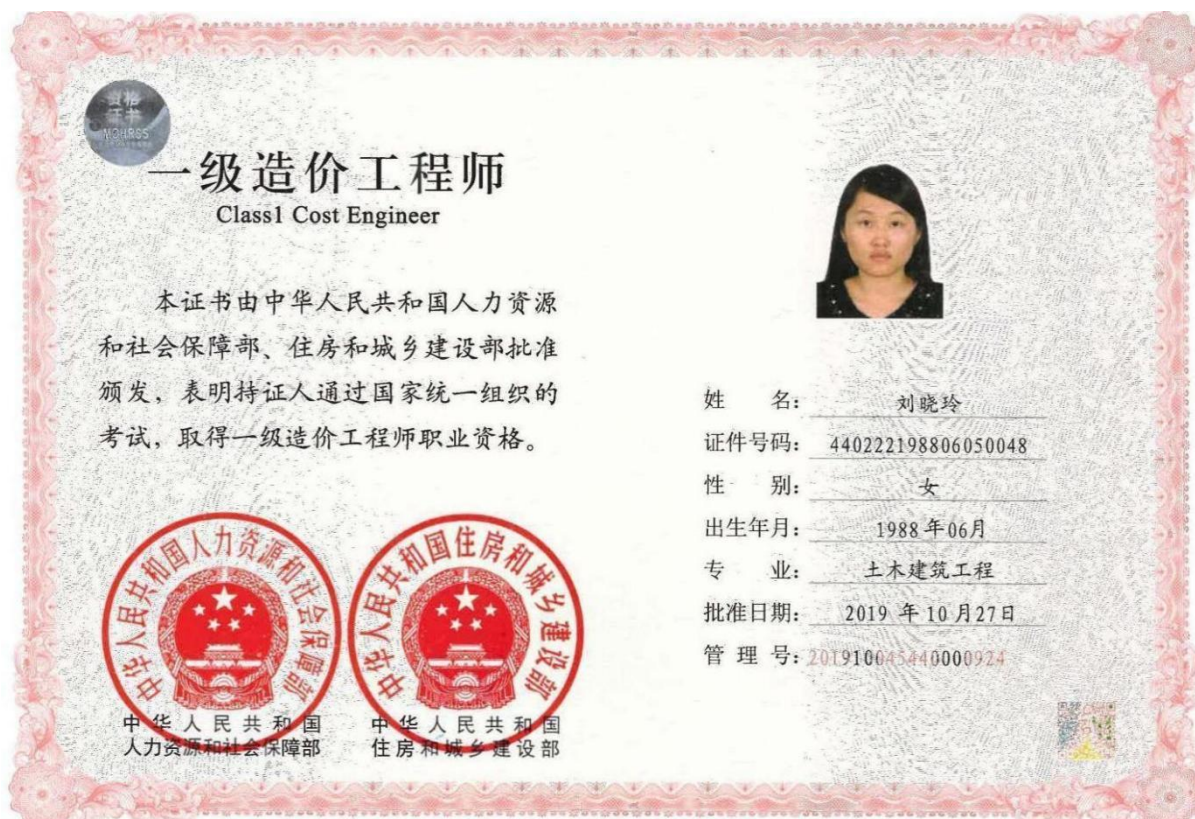 资格
证书
MOHRSS
一级造价工程师
Class1 Cost Engineer
本证书由中华人民共和国人力资源
和社会保障部、住房和城乡建设部批准
颁发，表明持证人通过国家统一组织的
考试，取得一级造价工程师职业资格。
姓 名： 刘晓玲
证件号码： 440222198806050048
性 别： 女
出生年月： 1988年06月
专 业： 土木建筑工程
批准日期： 2019 年 10 月27日
管 理 号：201910045440000924
中华人民共和国人力资源和社会保障部
中华人民共和国住房和城乡建设部
中华人民共和国
人力资源和社会保障部
中华人民共和国
住房和城乡建设部